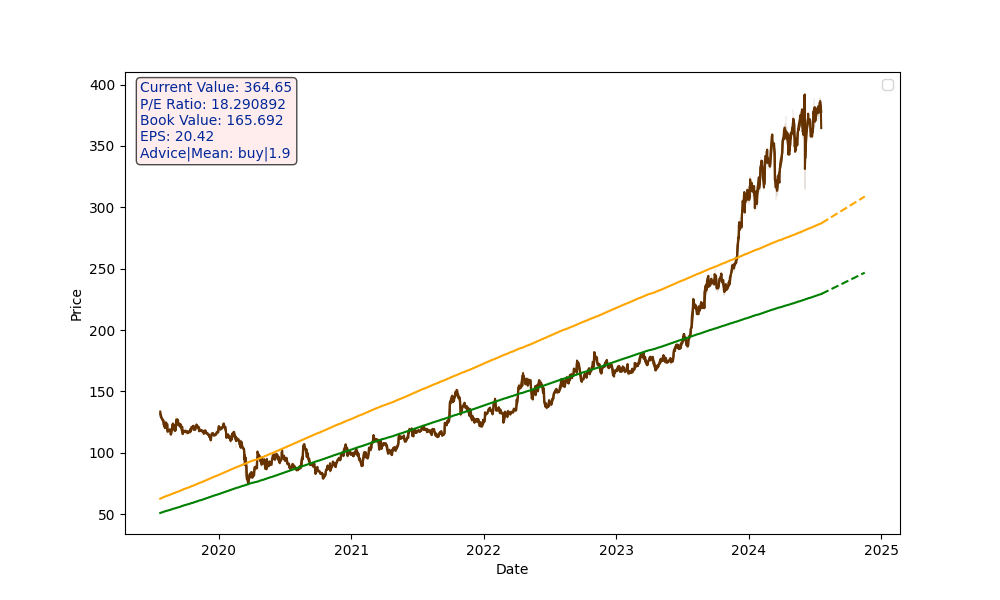 Current Value: 364.65
P/E Ratio: 18.290892
Book Value: 165.692
EPS: 20.42
Advice|Mean: buy|1.9
400
350
300
250
200
150
100
50
Price
2020
2021
2022
2023
2024
2025
Date